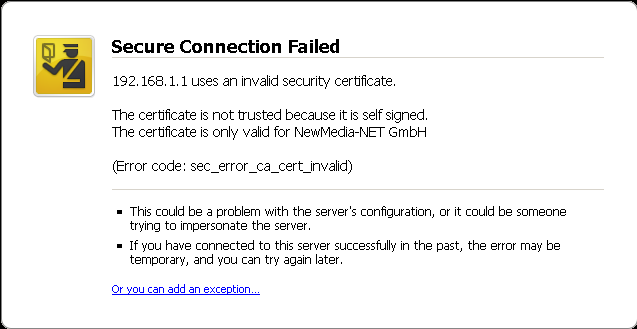 Secure Connection Failed
192.168.1.1 uses an invalid security certificate.
The certificate is not trusted because it is self signed.
The certificate is only valid for NewMedia-NET GmbH
(Error code: sec_error_ca_cert_invalid)
This could be a problem with the server's configuration, or it could be someone
trying to impersonate the server.
If you have connected to this server successfully in the past, the error may be
temporary, and you can try again later.
Or you can add an exception...